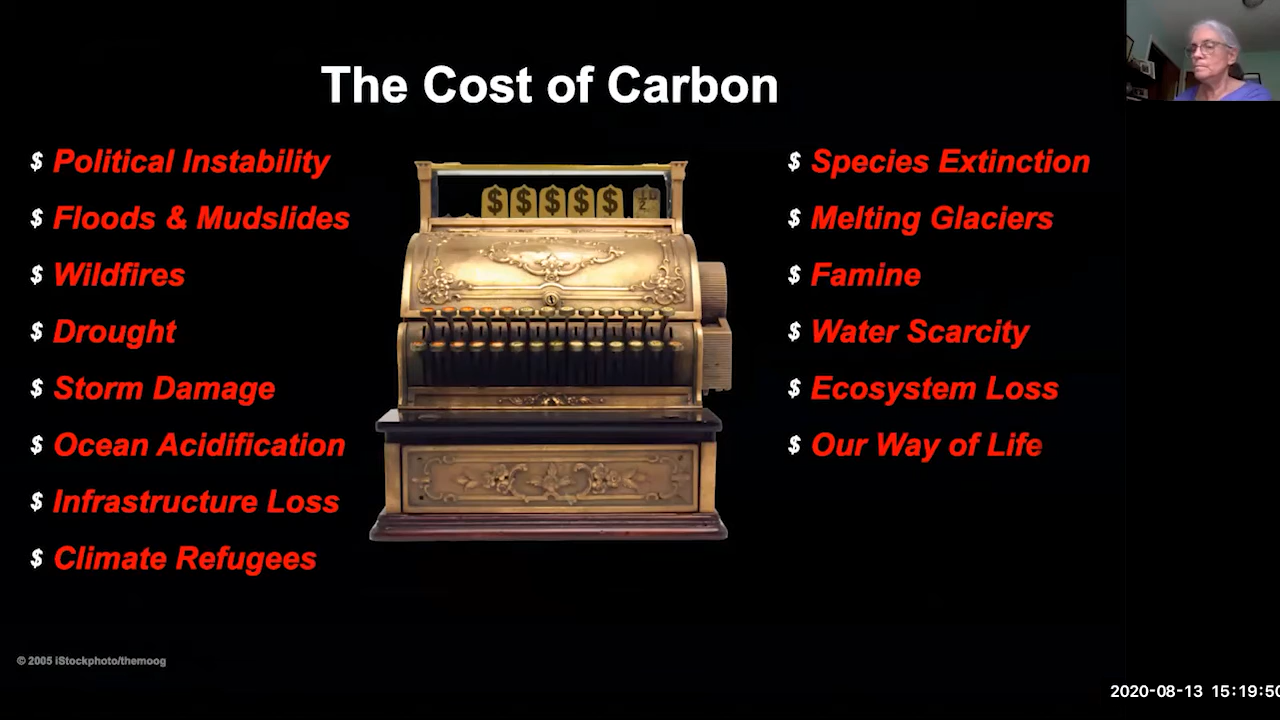 The Cost of Carbon
$ Political Instability
$ Floods & Mudslides
$ Wildfires
$ Drought
$ Storm Damage
$ Ocean Acidification
$ Infrastructure Loss
$ Climate Refugees
$ $ $ $ $
$ Species Extinction
$ Melting Glaciers
$ Famine
$ Water Scarcity
$ Ecosystem Loss
$ Our Way of Life
© 2005 iStockphoto/themoog
2020-08-13 15:19:50